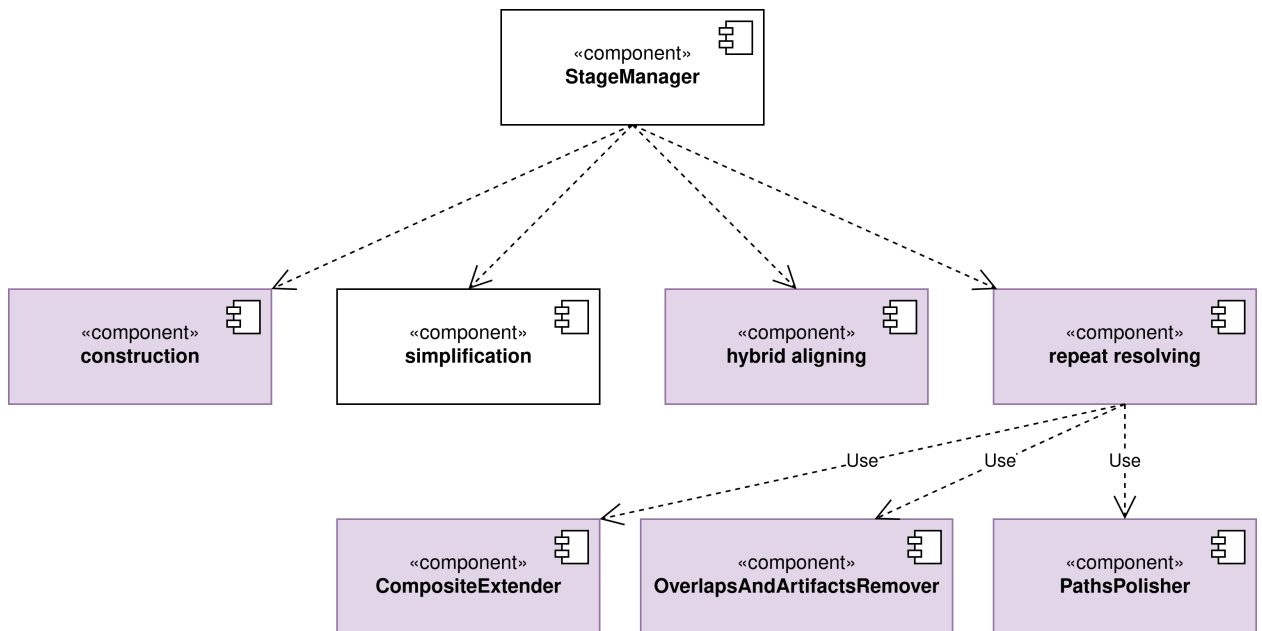 «component»
StageManager
«component»
construction
«component»
simplification
«component»
hybrid aligning
«component»
repeat resolving
Use
Use
Use
«component»
CompositeExtender
«component»
OverlapsAndArtifactsRemover
«component»
PathsPolisher